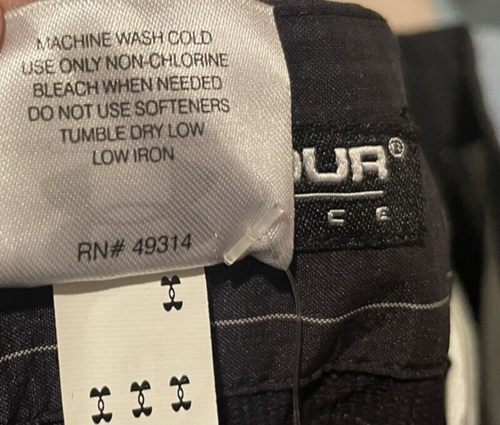 MACHINE WASH COLD
USE ONLY NON-CHLORINE
BLEACH WHEN NEEDED
DO NOT USE SOFTENERS
TUMBLE DRY LOW
LOW IRON
RN# 49314
OUR®
C E